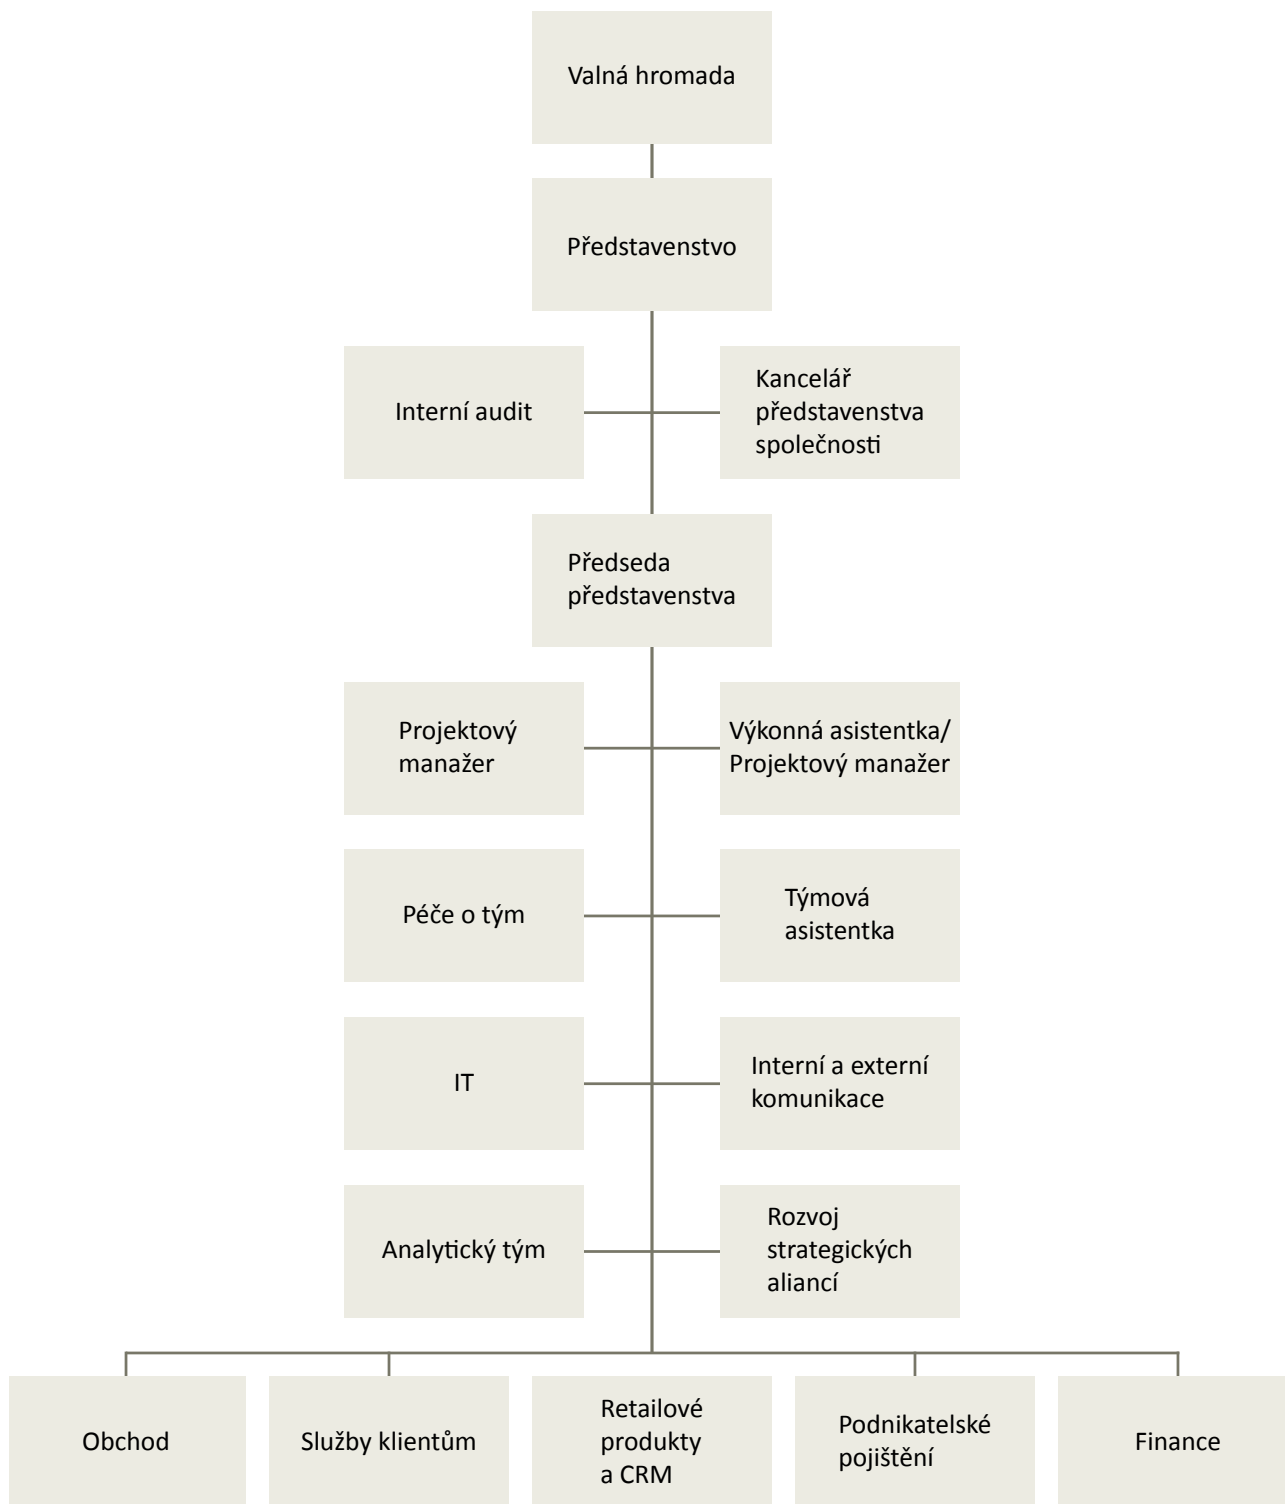 Valná hromada
Představenstvo
Interní audit
Kancelář
představenstva
společnosti
Předseda
představenstva
Projektový
manažer
Výkonná asistentka/
Projektový manažer
Péče o tým
Týmová
asistentka
IT
Interní a externí
komunikace
Analytický tým
Rozvoj
strategických
aliancí
Obchod
Služby klientům
Retailové
produkty
a CRM
Podnikatelské
pojištění
Finance